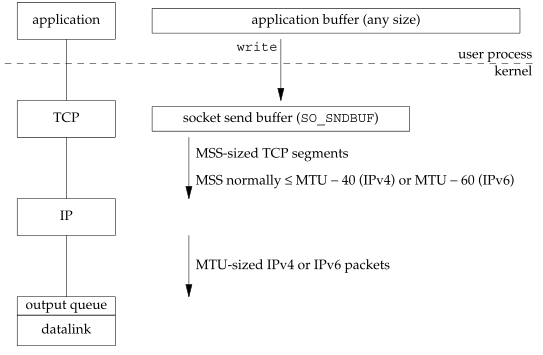 application
application buffer (any size)
write
user process
kernel
TCP
socket send buffer (SO_SNDBUF)
MSS-sized TCP segments
MSS normally ≤ MTU – 40 (IPv4) or MTU – 60 (IPv6)
IP
MTU-sized IPv4 or IPv6 packets
output queue
datalink